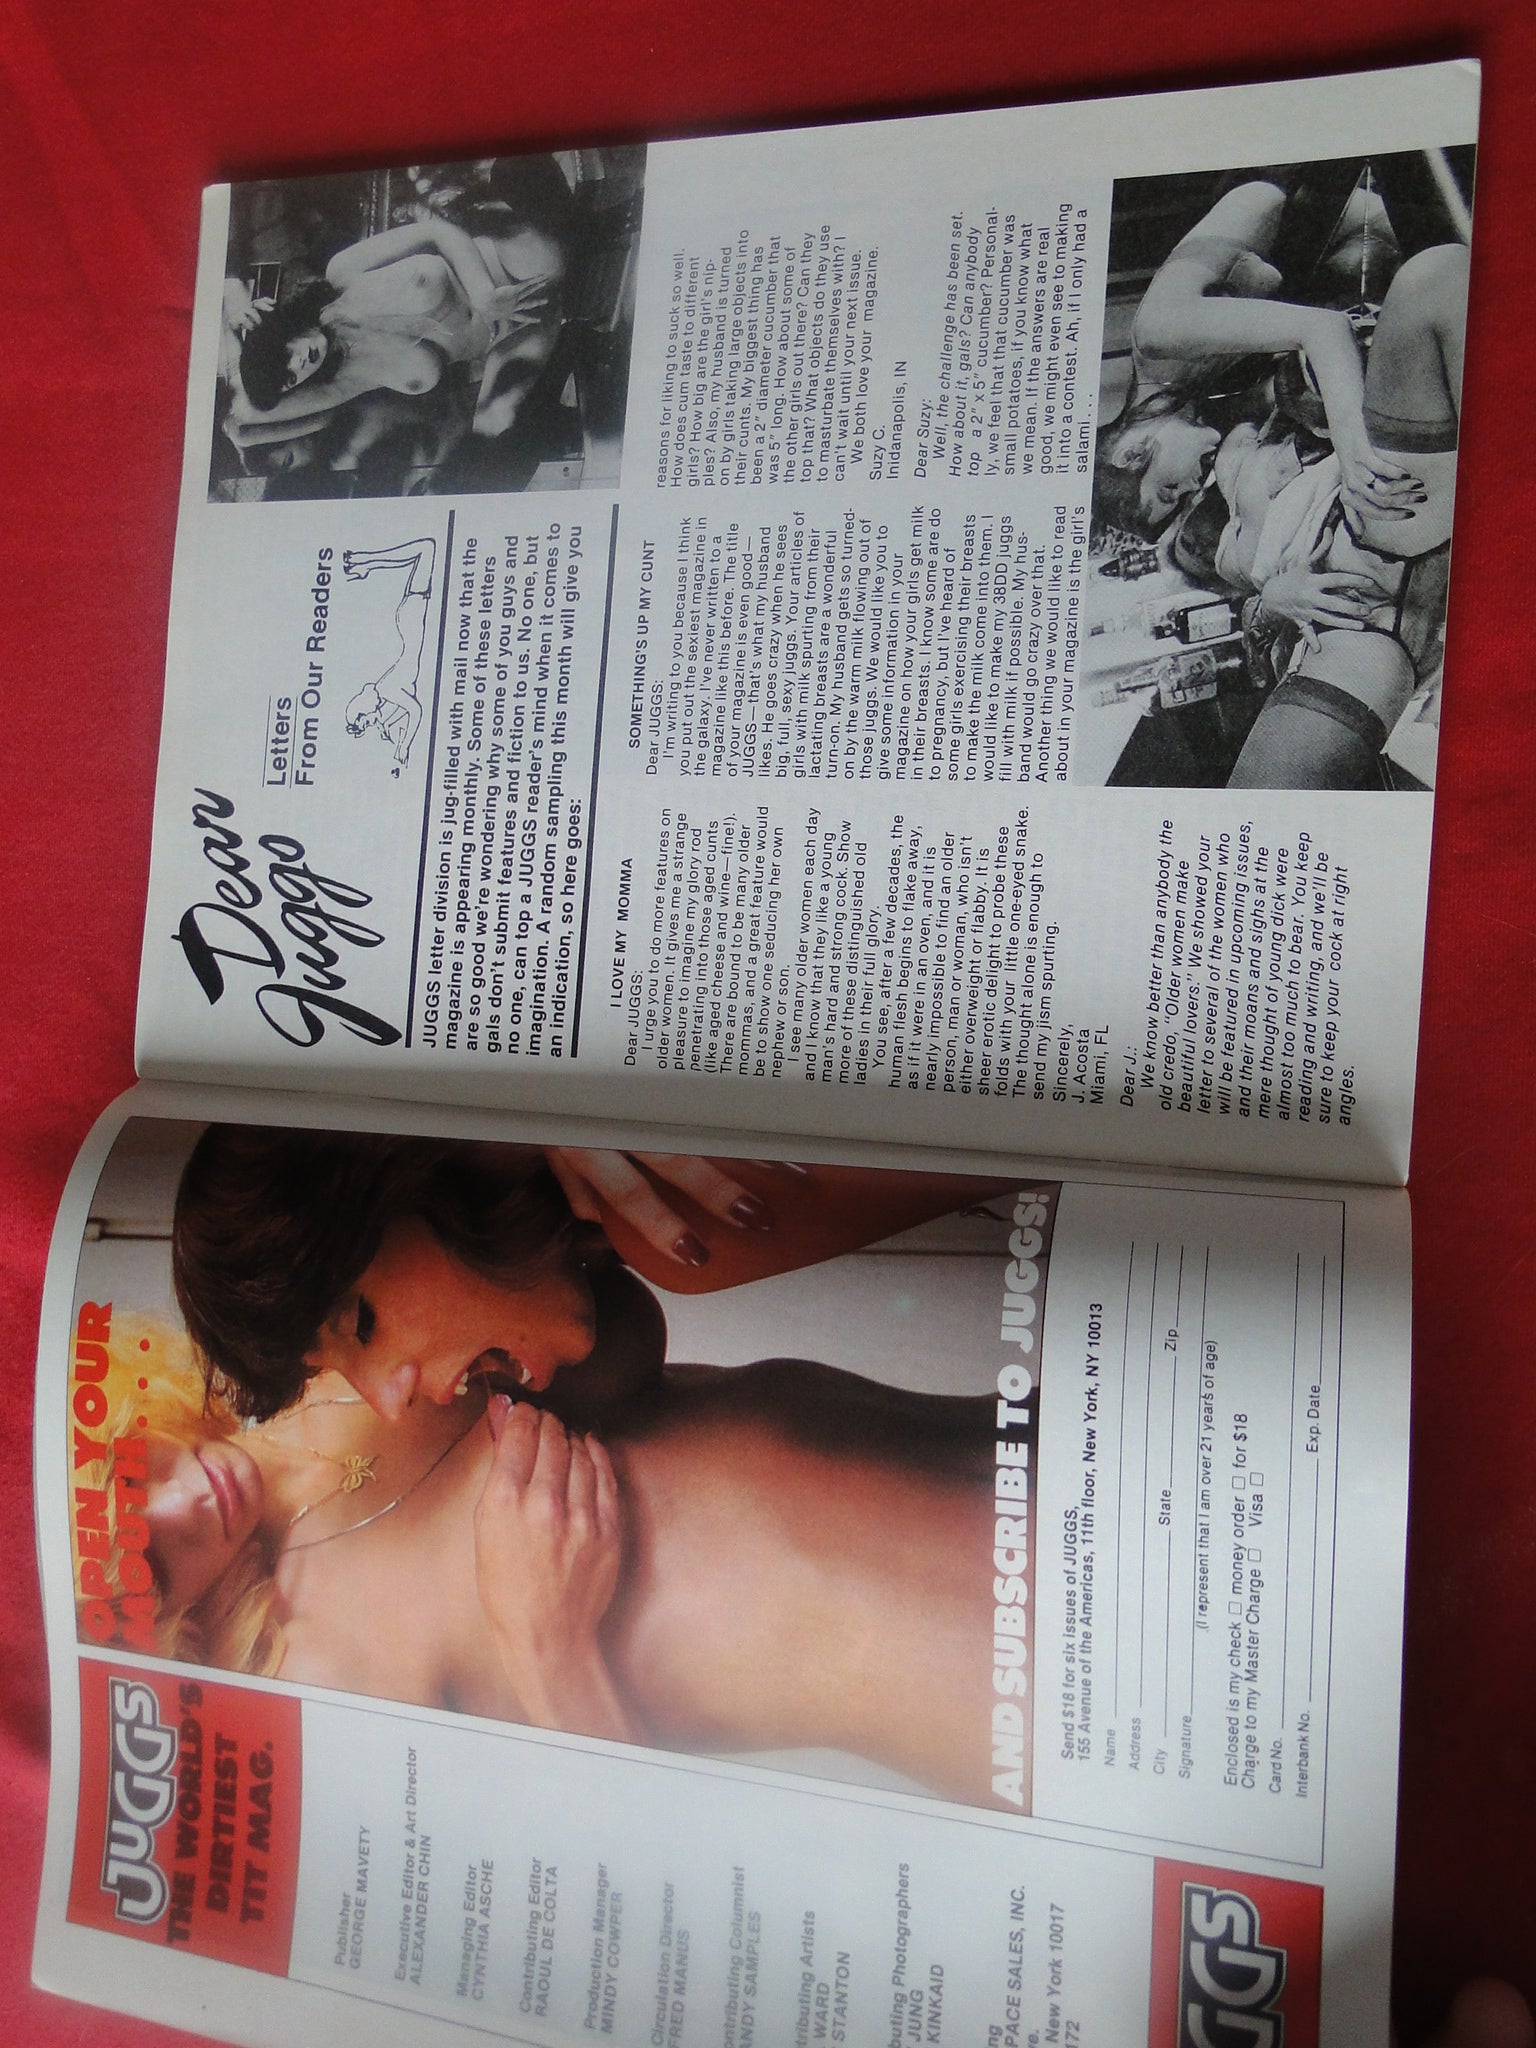 JUGGS
THE WORLD'S
DIRTIEST
TIT MAG.
Publisher
GEORGE MAVETY
Executive Editor & Art Director
ALEXANDER CHIN
Managing Editor
CYNTHIA ASCHE
Contributing Editor
RAOUL DE COLTA
Production Manager
MINDY COWPER
Circulation Director
FRED MANUS
Contributing Columnist
ANDY SAMPLES
tributing Artists
WARD
STANTON
buting Photographers
JUNG
KINKAID
ng
PACE SALES, INC.
ve.
New York 10017
172
GGS
OPEN YOUR
MOUTH....
AND SUBSCRIBE TO JUGGS!
Send $18 for six issues of JUGGS,
155 Avenue of the Americas, 11th floor, New York, NY 10013
Name
Address
City State Zip
Signature
(I represent that I am over 21 years of age)
Enclosed is my check □ money order □ for $18
Charge to my Master Charge □ Visa □
Card No.
Interbank No. Exp. Date
Dear
Juggs
Letters
From Our Readers
JUGGS letter division is jug-filled with mail now that the
magazine is appearing monthly. Some of these letters
are so good we're wondering why some of you guys and
gals don't submit features and fiction to us. No one, but
no one, can top a JUGGS reader's mind when it comes to
imagination. A random sampling this month will give you
an indication, so here goes:
I LOVE MY MOMMA
Dear JUGGS:
I urge you to do more features on
older women. It gives me a strange
pleasure to imagine my glory rod
penetrating into those aged cunts
(like aged cheese and wine—fine!).
There are bound to be many older
mommas, and a great feature would
be to show one seducing her own
nephew or son.
I see many older women each day
and I know that they like a young
man's hard and strong cock. Show
more of these distinguished old
ladies in their full glory.
You see, after a few decades, the
human flesh begins to flake away,
as if it were in an oven, and it is
nearly impossible to find an older
person, man or woman, who isn't
either overweight or flabby. It is
sheer erotic delight to probe these
folds with your little one-eyed snake.
The thought alone is enough to
send my jism spurting.
Sincerely,
J. Acosta
Miami, FL
Dear J.:
We know better than anybody the
old credo, "Older women make
beautiful lovers." We showed your
letter to several of the women who
will be featured in upcoming issues,
and their moans and sighs at the
mere thought of young dick were
almost too much to bear. You keep
reading and writing, and we'll be
sure to keep your cock at right
angles.
SOMETHING'S UP MY CUNT
Dear JUGGS:
I'm writing to you because I think
you put out the sexiest magazine in
the galaxy. I've never written to a
magazine like this before. The title
of your magazine is even good—
JUGGS—that's what my husband
likes. He goes crazy when he sees
big, full, sexy juggs. Your articles of
girls with milk spurting from their
lactating breasts are a wonderful
turn-on. My husband gets so turned-
on by the warm milk flowing out of
those juggs. We would like you to
give some information in your
magazine on how your girls get milk
in their breasts. I know some are do
to pregnancy, but I've heard of
some girls exercising their breasts
to make the milk come into them. I
would like to make my 38DD juggs
fill with milk if possible. My hus-
band would go crazy over that.
Another thing we would like to read
about in your magazine is the girl's
reasons for liking to suck so well.
How does cum taste to different
girls? How big are the girl's nip-
ples? Also, my husband is turned
on by girls taking large objects into
their cunts. My biggest thing has
been a 2" diameter cucumber that
was 5" long. How about some of
the other girls out there? Can they
top that? What objects do they use
to masturbate themselves with? I
can't wait until your next issue.
We both love your magazine.
Suzy C.
Inidanapolis, IN
Dear Suzy:
Well, the challenge has been set.
How about it, gals? Can anybody
top a 2" x 5" cucumber? Personal-
ly, we feel that that cucumber was
small potatoes, if you know what
we mean. If the answers are real
good, we might even see to making
it into a contest. Ah, if I only had a
salami. . . .